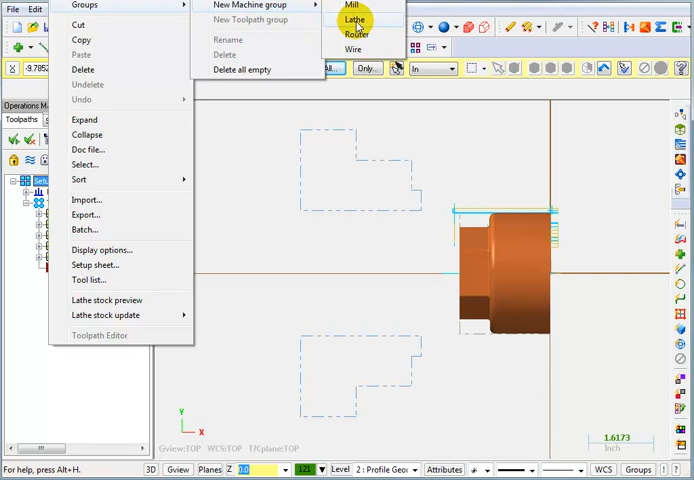 File
Edit
Groups
New Machine group
Mill
Cut
New Toolpath group
Lathe
Copy
Rename
Router
Paste
Delete
Wire
Delete
Delete all empty
Undelete
Undo
-9.7852
All...
Only...
In
Operations Ma
Toolpaths
Expand
Collapse
Doc file...
Select...
Sort
Import...
Export...
Batch...
Display options...
Setup sheet...
Tool list...
Lathe stock preview
Lathe stock update
Toolpath Editor
Y
X
Gview:TOP WCS:TOP T/Cplane:TOP
1.6173
Inch
For help, press Alt+H.
3D
Gview
Planes
Z
0.0
121
Level
2 : Profile Geo
Attributes
WCS
Groups
!
?